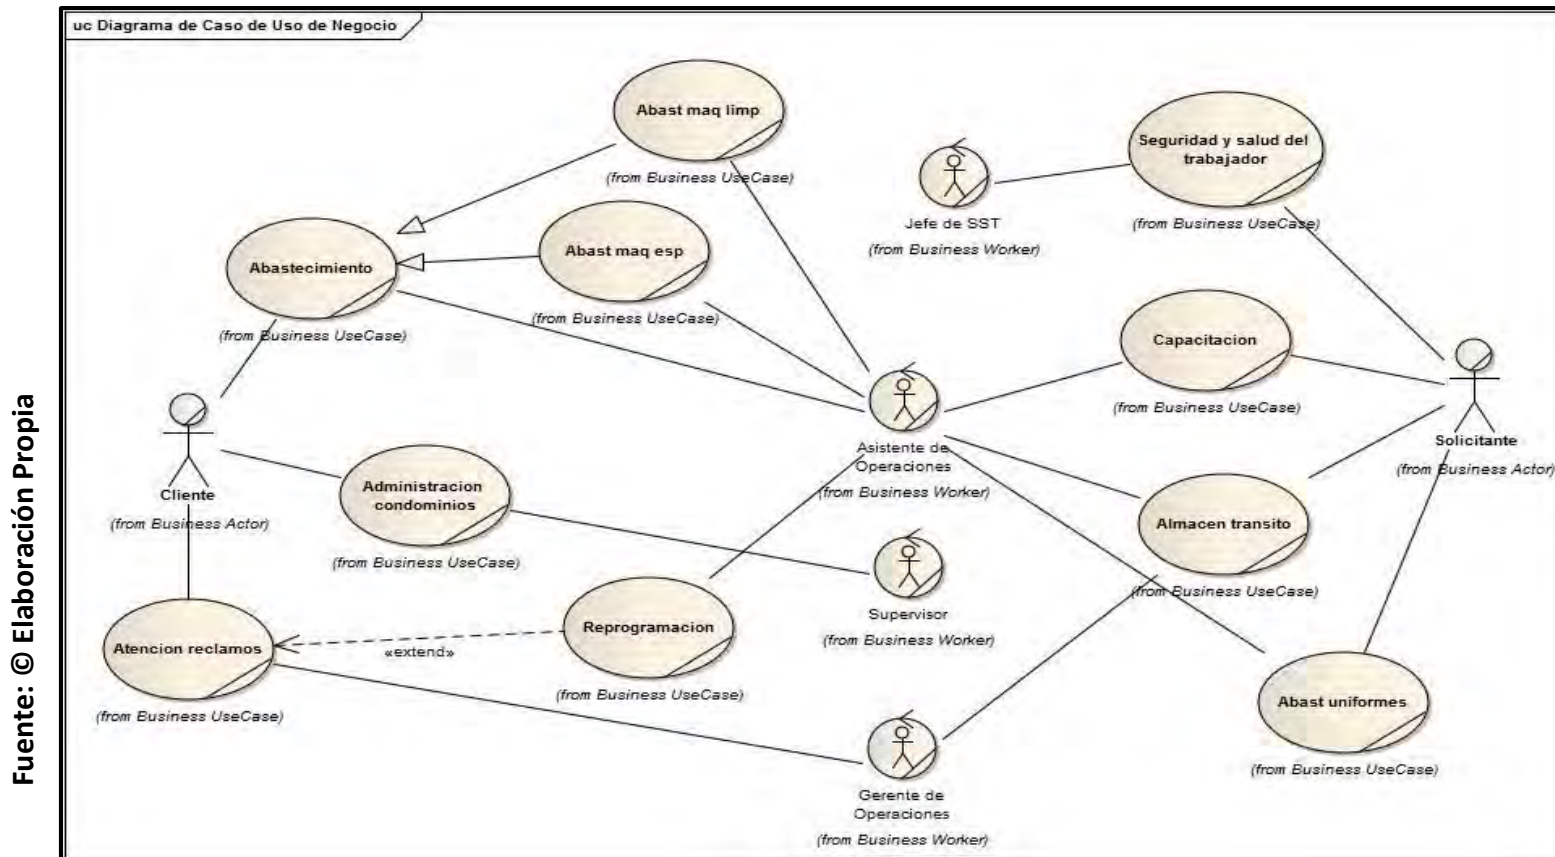 uc Diagrama de Caso de Uso de Negocio
Fuente: © Elaboración Propia
Abast maq limp
(from Business UseCase)
Abast maq esp
(from Business UseCase)
Abastecimiento
(from Business UseCase)
Cliente
(from Business Actor)
Administracion
condominios
(from Business UseCase)
Atencion reclamos
(from Business UseCase)
«extend»
Reprogramacion
(from Business UseCase)
Jefe de SST
(from Business Worker)
Asistente de
Operaciones
(from Business Worker)
Supervisor
(from Business Worker)
Gerente de
Operaciones
(from Business Worker)
Seguridad y salud del
trabajador
(from Business UseCase)
Capacitacion
(from Business UseCase)
Solicitante
(from Business Actor)
Almacen transito
(from Business UseCase)
Abast uniformes
(from Business UseCase)